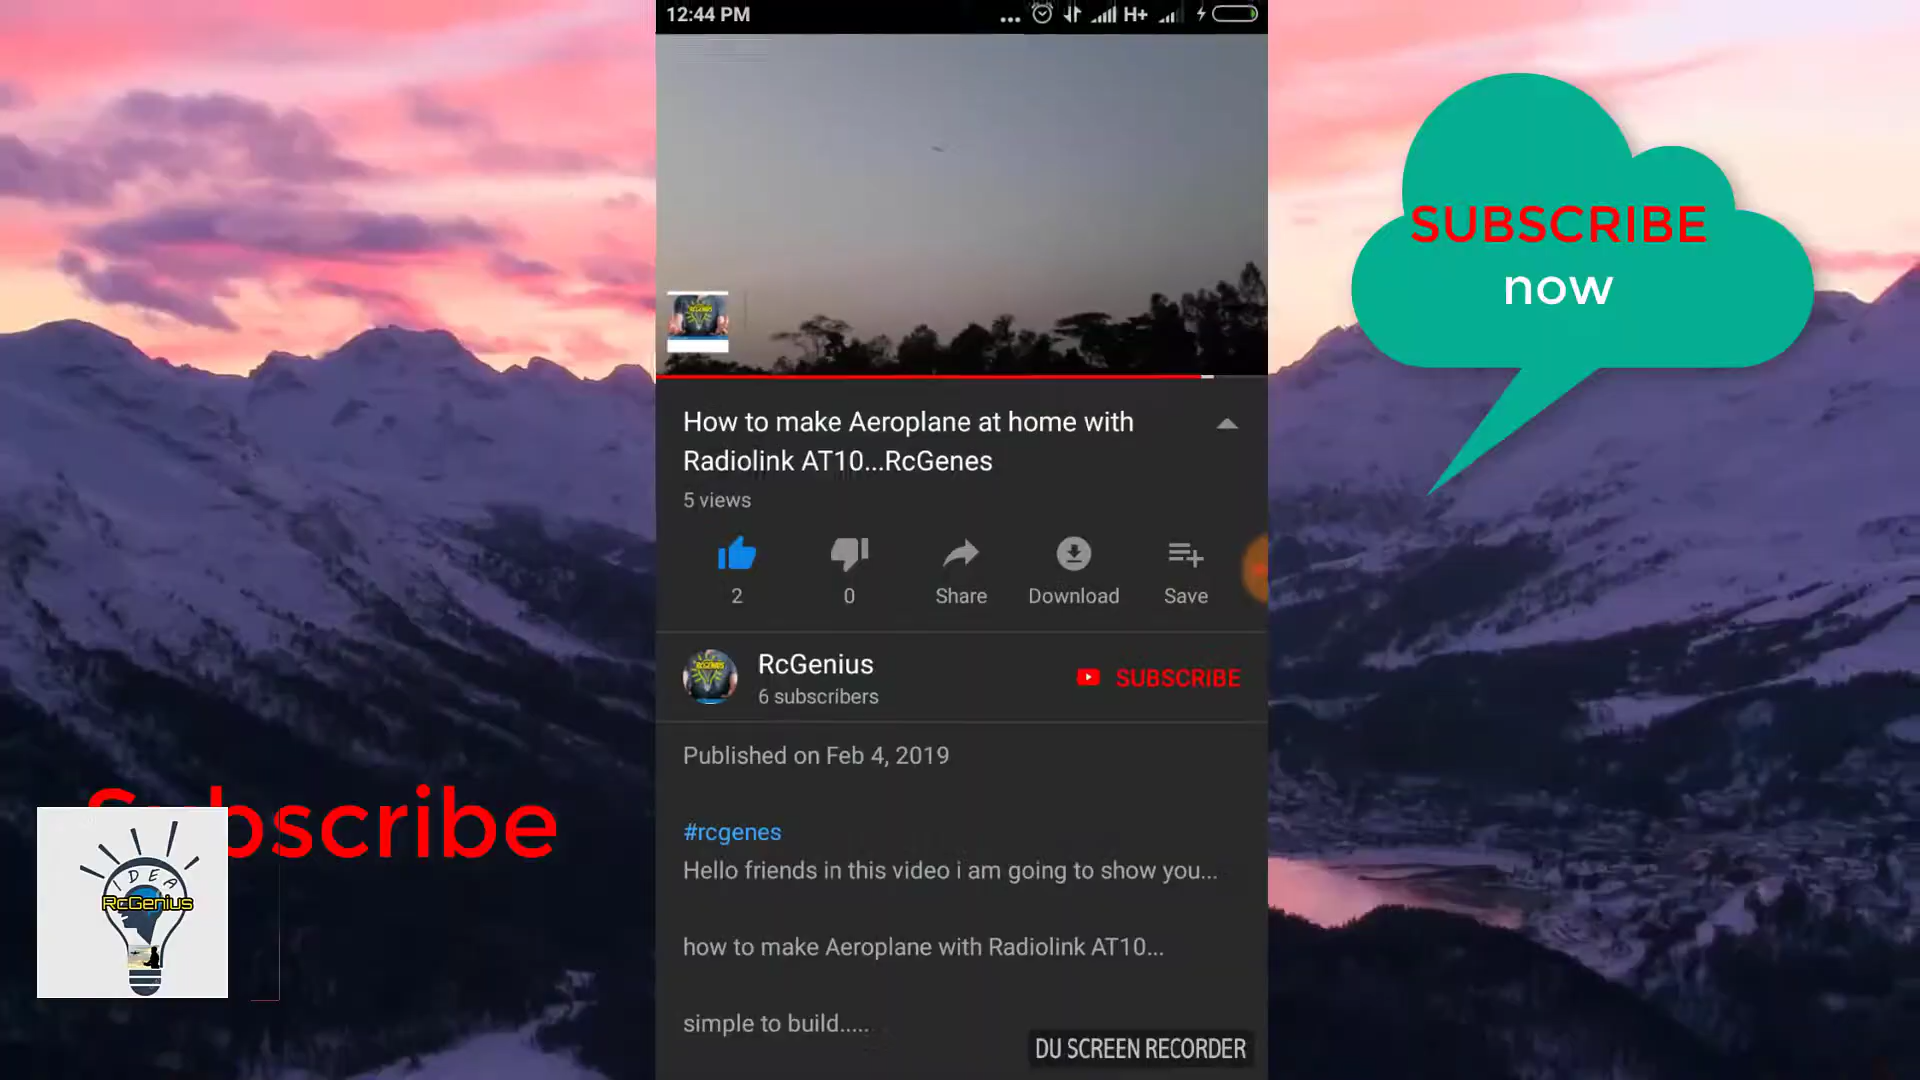 12:44 PM
H+
SUBSCRIBE
now
RCGENIUS
How to make Aeroplane at home with
Radiolink AT10...RcGenes
5 views
2
0
Share
Download
Save
RCGENIUS
RcGenius
6 subscribers
SUBSCRIBE
Published on Feb 4, 2019
Subscribe
IDEA
RcGenius
#rcgenes
Hello friends in this video i am going to show you...
how to make Aeroplane with Radiolink AT10...
simple to build.....
DU SCREEN RECORDER